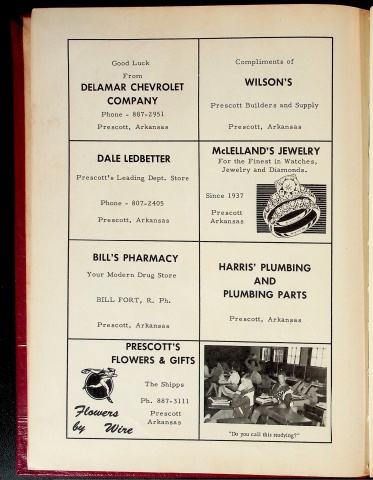 Good Luck
From
DELAMAR CHEVROLET
COMPANY
Phone - 887-2951
Prescott, Arkansas
Compliments of
WILSON'S
Prescott Builders and Supply
Prescott, Arkansas
DALE LEDBETTER
Prescott's Leading Dept. Store
Phone - 807-2405
Prescott, Arkansas
McLELLAND'S JEWELRY
For the Finest in Watches,
Jewelry and Diamonds.
Since 1937
Prescott
Arkansas
BILL'S PHARMACY
Your Modern Drug Store
BILL FORT, R. Ph.
Prescott, Arkansas
HARRIS' PLUMBING
AND
PLUMBING PARTS
Prescott, Arkansas
PRESCOTT'S
FLOWERS & GIFTS
The Shipps
Ph. 887-3111
Prescott
Arkansas
Flowers
by Wire
"Do you call this studying?"